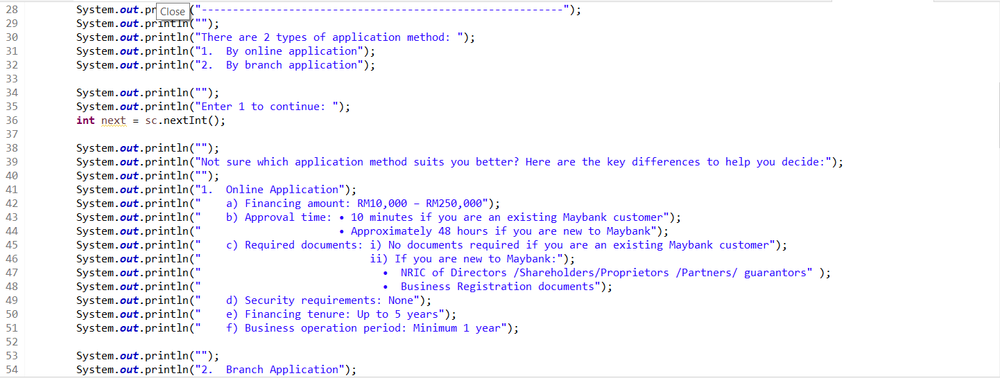 28 System.out.pr Close ("----------------------------------------------------------");
29 System.out.println("");
30 System.out.println("There are 2 types of application method: ");
31 System.out.println("1.  By online application");
32 System.out.println("2.  By branch application");
33
34 System.out.println("");
35 System.out.println("Enter 1 to continue: ");
36 int next = sc.nextInt();
37
38 System.out.println("");
39 System.out.println("Not sure which application method suits you better? Here are the key differences to help you decide:");
40 System.out.println("");
41 System.out.println("1.  Online Application");
42 System.out.println("    a) Financing amount: RM10,000 – RM250,000");
43 System.out.println("    b) Approval time: • 10 minutes if you are an existing Maybank customer");
44 System.out.println("                      • Approximately 48 hours if you are new to Maybank");
45 System.out.println("    c) Required documents: i) No documents required if you are an existing Maybank customer");
46 System.out.println("                           ii) If you are new to Maybank:");
47 System.out.println("                             •  NRIC of Directors /Shareholders/Proprietors /Partners/ guarantors" );
48 System.out.println("                             •  Business Registration documents");
49 System.out.println("    d) Security requirements: None");
50 System.out.println("    e) Financing tenure: Up to 5 years");
51 System.out.println("    f) Business operation period: Minimum 1 year");
52
53 System.out.println("");
54 System.out.println("2.  Branch Application");